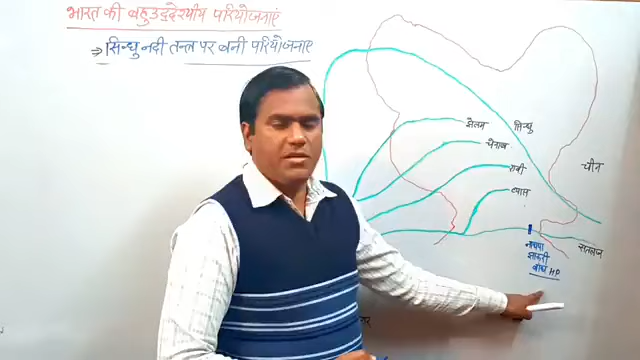 भारत की बहुउद्देश्यीय परियोजनाएं
⇒ सिन्धु नदी तन्त्र पर बनी परियोजनाए
झेलम
सिन्धु
चेनाब
रावी
चीन
व्यास
सतलज
नाथपा
झाकरी
बांध HP